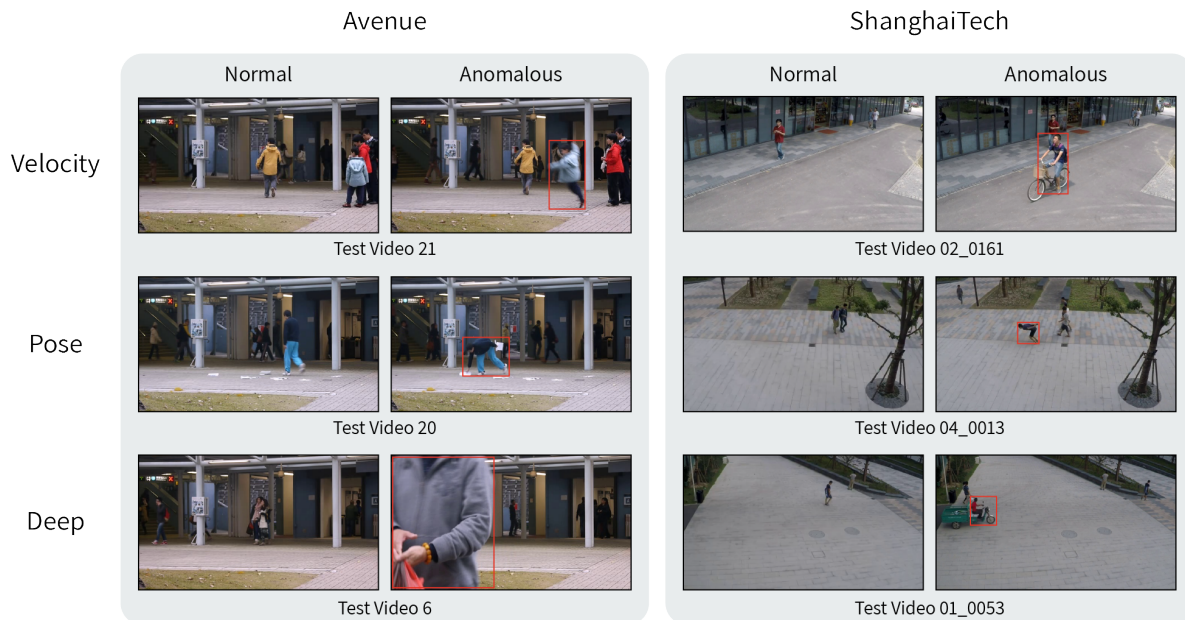 Avenue
ShanghaiTech
Normal
Anomalous
Normal
Anomalous
Velocity
Test Video 21
Test Video 02_0161
Pose
Test Video 20
Test Video 04_0013
Deep
Test Video 6
Test Video 01_0053